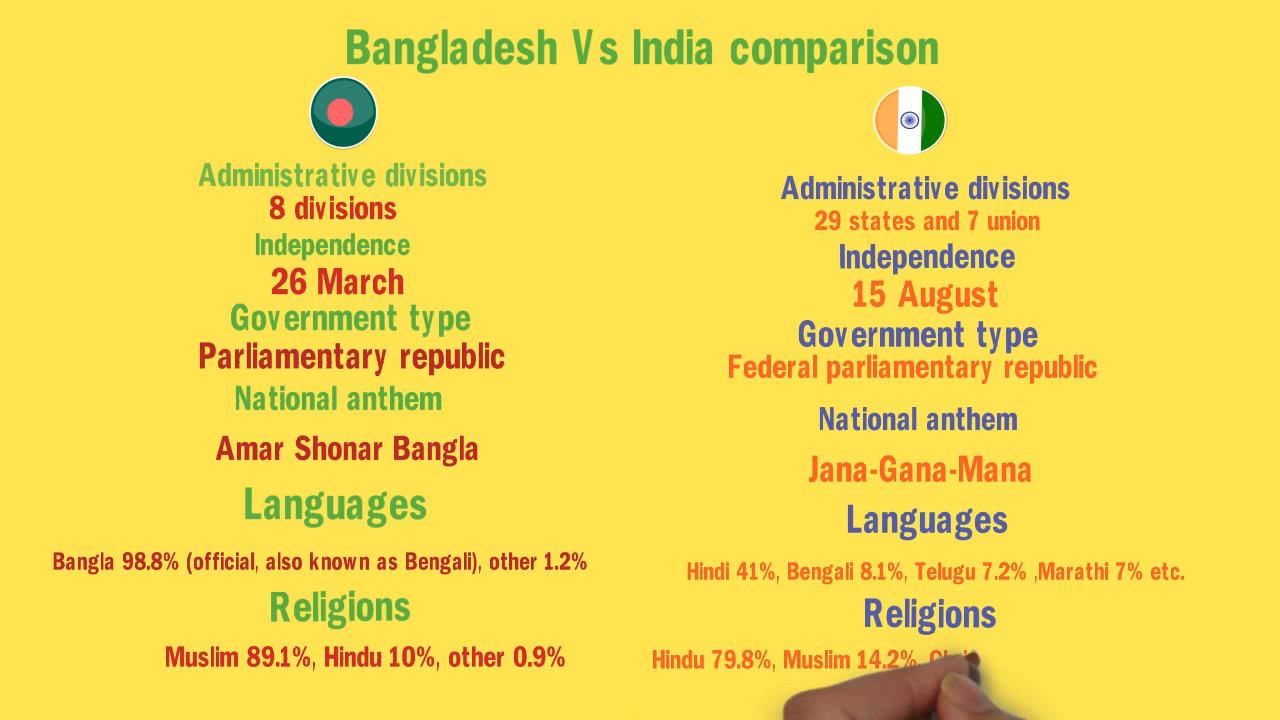 Bangladesh Vs India comparison
Administrative divisions
8 divisions
Independence
26 March
Government type
Parliamentary republic
National anthem
Amar Shonar Bangla
Languages
Bangla 98.8% (official, also known as Bengali), other 1.2%
Religions
Muslim 89.1%, Hindu 10%, other 0.9%
Administrative divisions
29 states and 7 union
Independence
15 August
Government type
Federal parliamentary republic
National anthem
Jana-Gana-Mana
Languages
Hindi 41%, Bengali 8.1%, Telugu 7.2% ,Marathi 7% etc.
Religions
Hindu 79.8%, Muslim 14.2%,